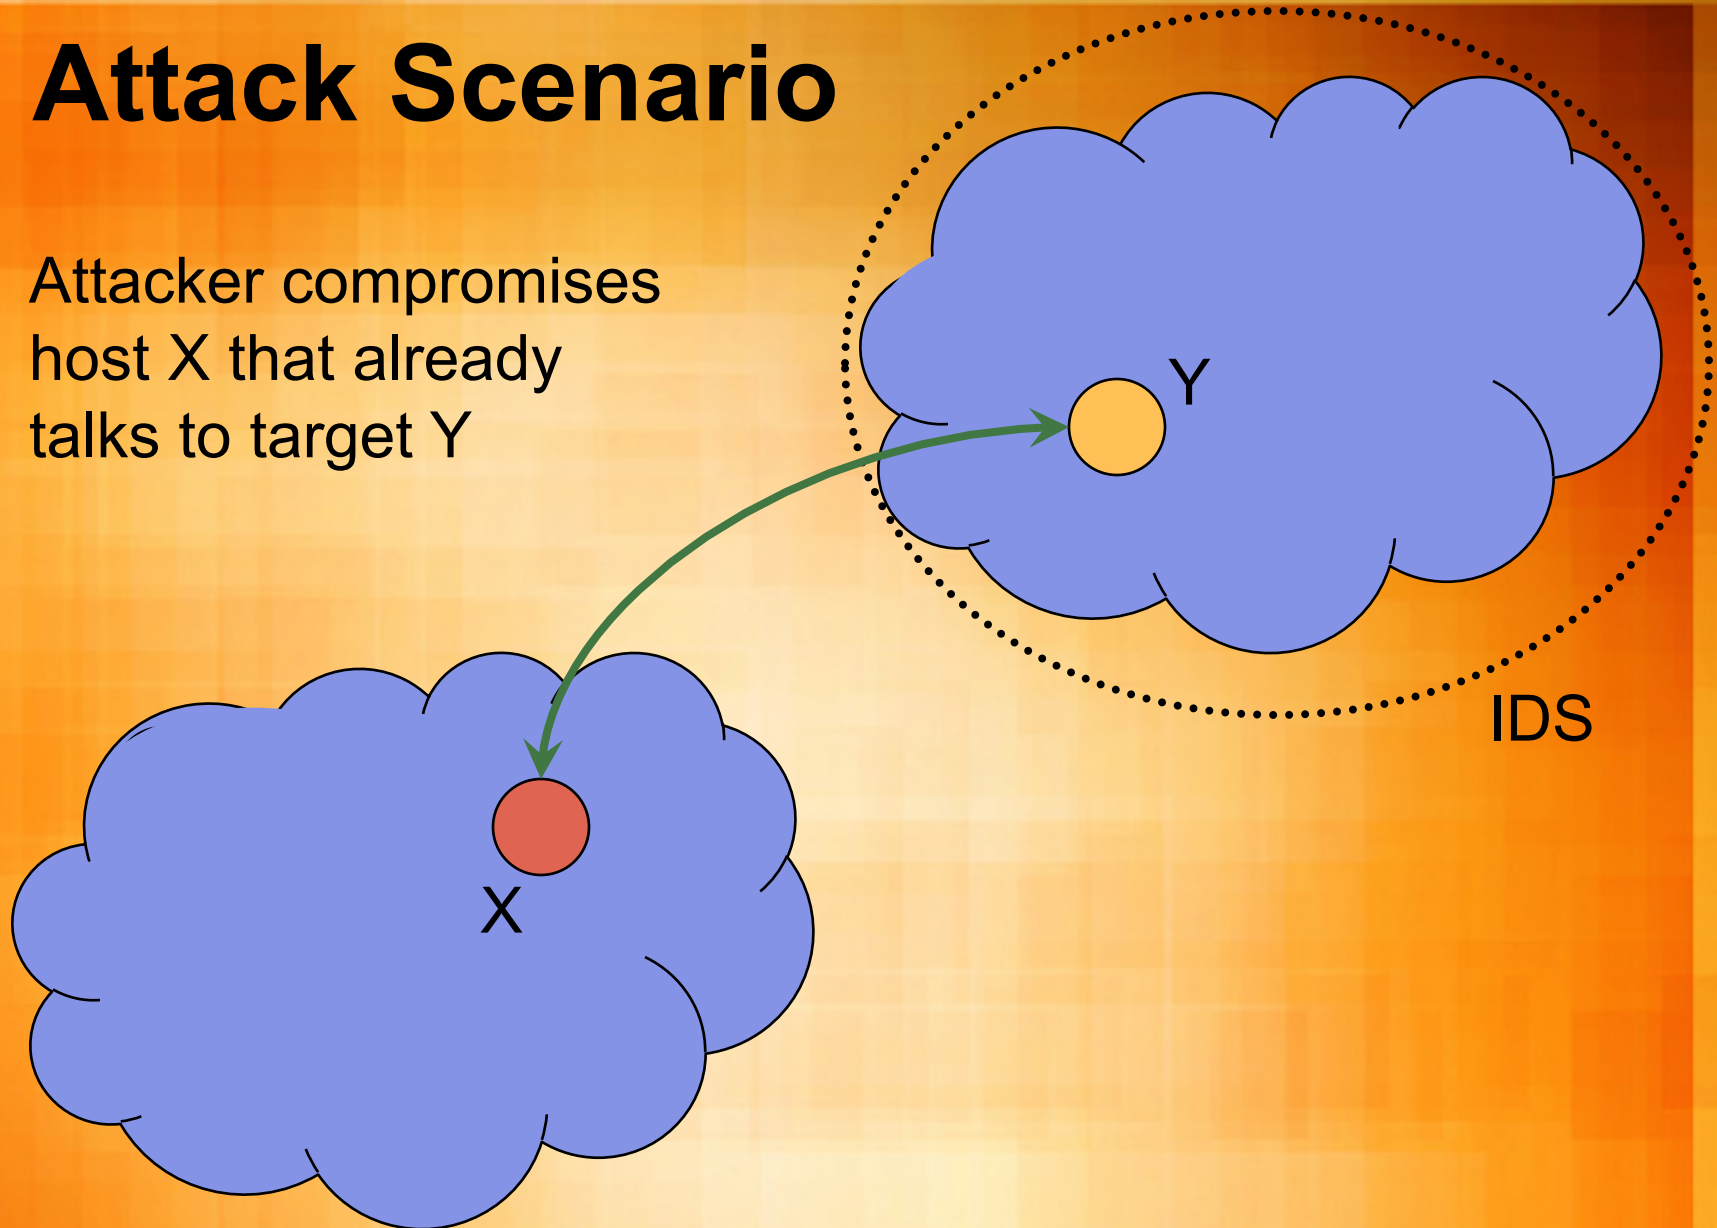 Attack Scenario
Attacker compromises
host X that already
talks to target Y
Y
IDS
X